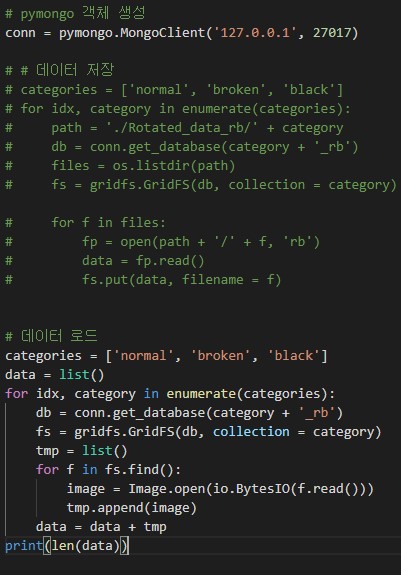 # pymongo 객체 생성
conn = pymongo.MongoClient('127.0.0.1', 27017)

# # 데이터 저장
# categories = ['normal', 'broken', 'black']
# for idx, category in enumerate(categories):
#     path = './Rotated_data_rb/' + category
#     db = conn.get_database(category + '_rb')
#     files = os.listdir(path)
#     fs = gridfs.GridFS(db, collection = category)

#     for f in files:
#         fp = open(path + '/' + f, 'rb')
#         data = fp.read()
#         fs.put(data, filename = f)


# 데이터 로드
categories = ['normal', 'broken', 'black']
data = list()
for idx, category in enumerate(categories):
    db = conn.get_database(category + '_rb')
    fs = gridfs.GridFS(db, collection = category)
    tmp = list()
    for f in fs.find():
        image = Image.open(io.BytesIO(f.read()))
        tmp.append(image)
    data = data + tmp
print(len(data))